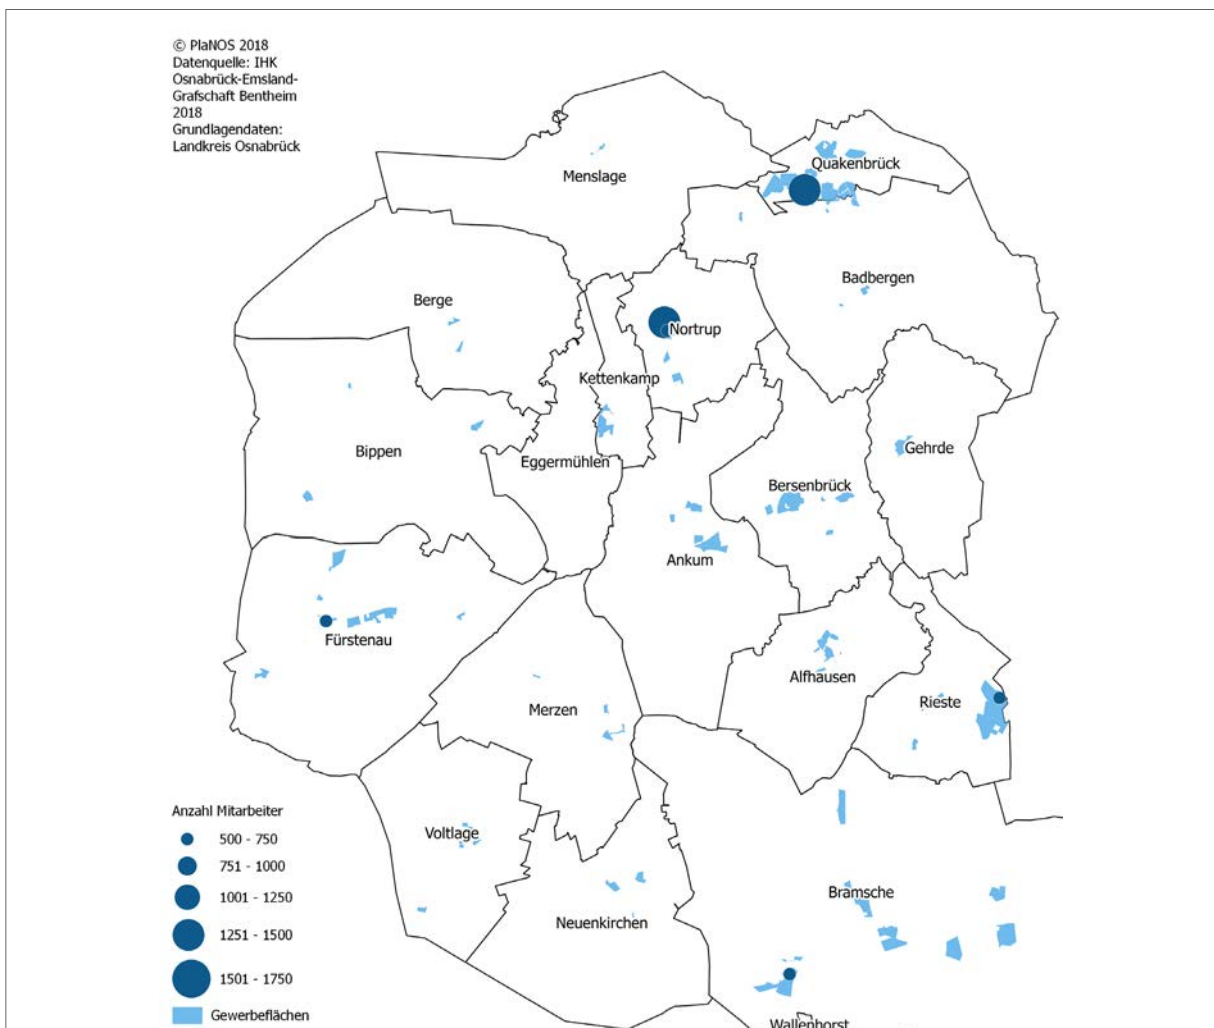 © PlaNOS 2018
Datenquelle: IHK
Osnabrück-Emsland-
Grafschaft Bentheim
2018
Grundlagendaten:
Landkreis Osnabrück
Quakenbrück
Menslage
Badbergen
Berge
Nortrup
Kettenkamp
Bippen
Eggermühlen
Gehrde
Bersenbrück
Ankum
Fürstenau
Alfhausen
Rieste
Merzen
Voltlage
Bramsche
Neuenkirchen
Wallenhorst
Anzahl Mitarbeiter
500 - 750
751 - 1000
1001 - 1250
1251 - 1500
1501 - 1750
Gewerbeflächen